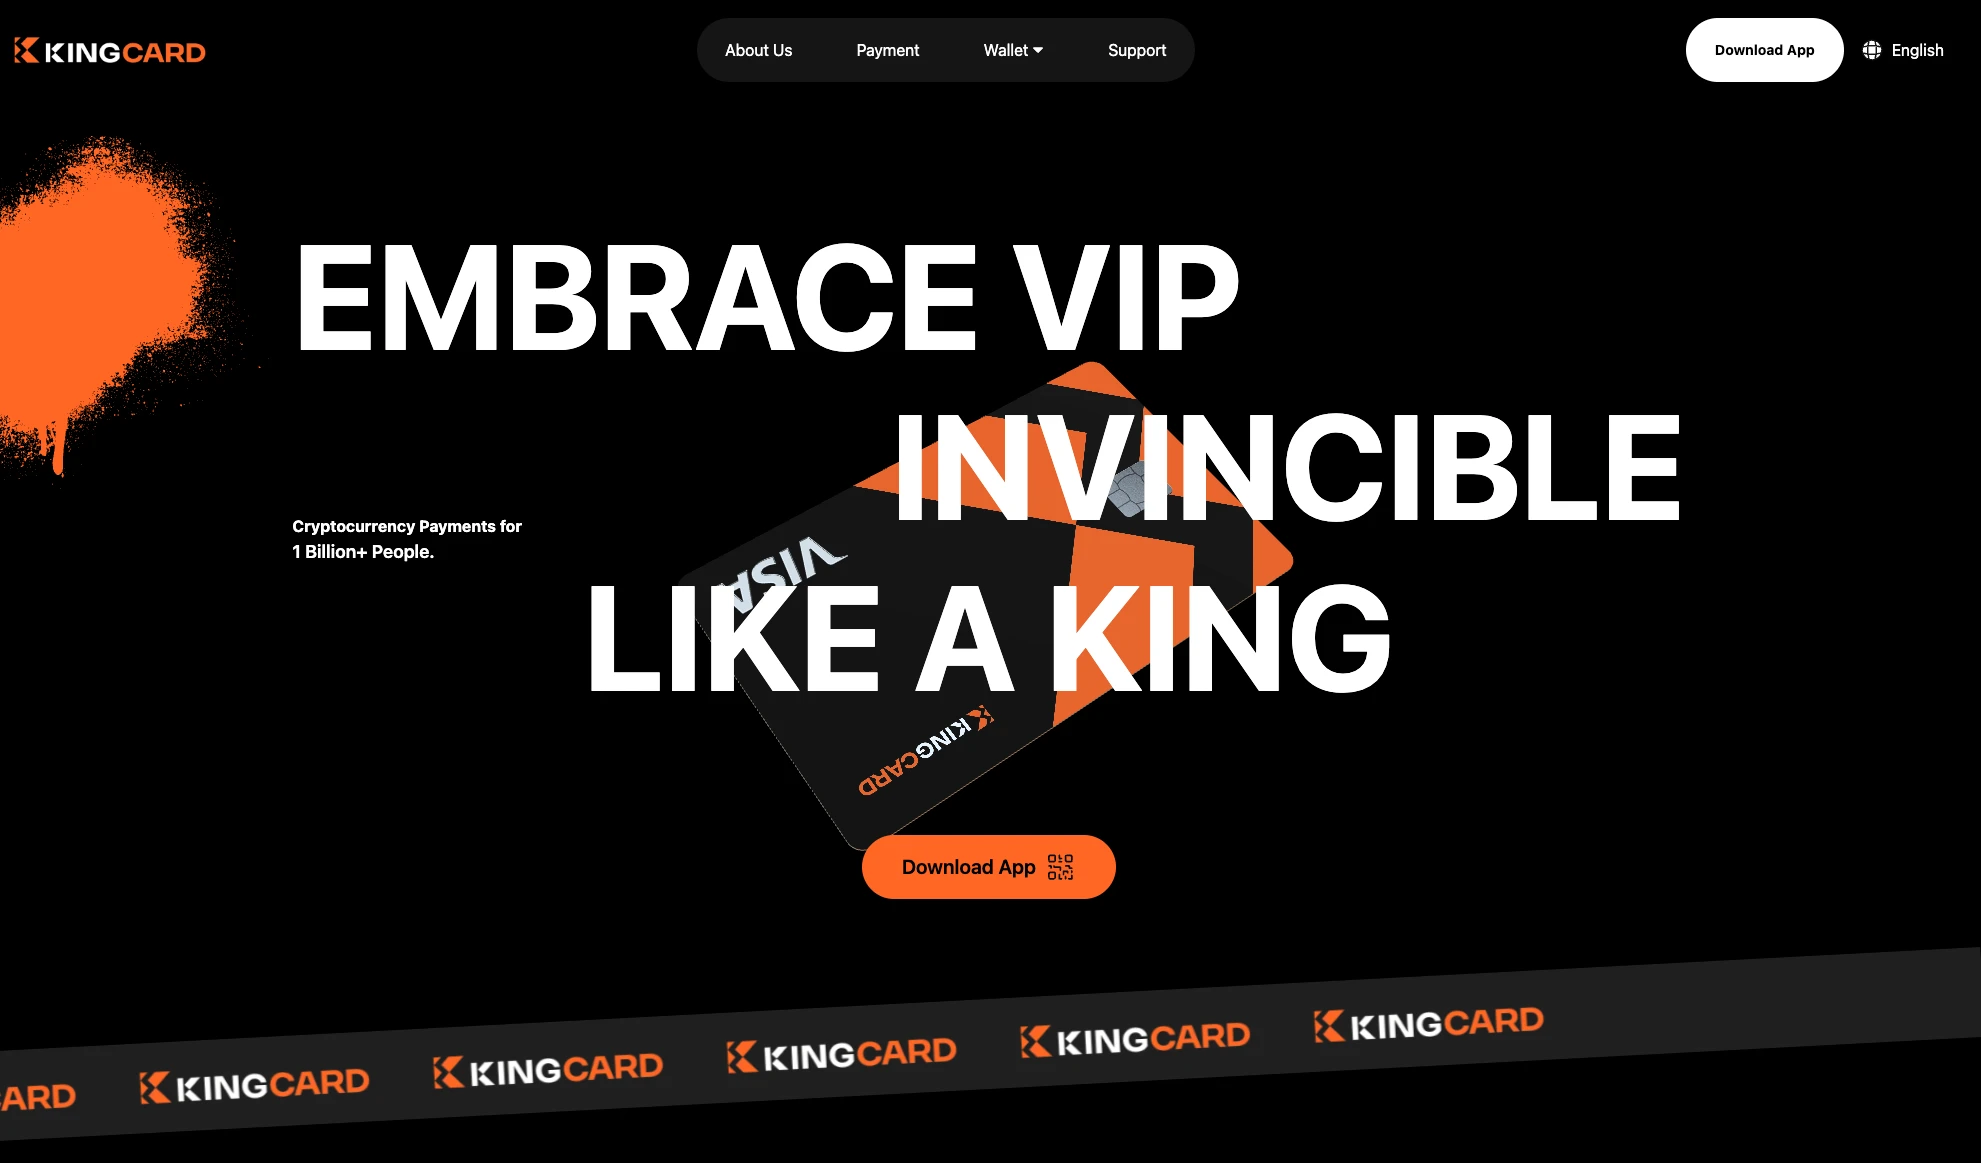 KINGCARD
About Us
Payment
Wallet
Support
Download App
English
EMBRACE VIP
INVINCIBLE
Cryptocurrency Payments for
1 Billion+ People.
VISA
LIKE A KING
KINGCARD
Download App
CARD
KINGCARD
KINGCARD
KINGCARD
KINGCARD
KINGCARD